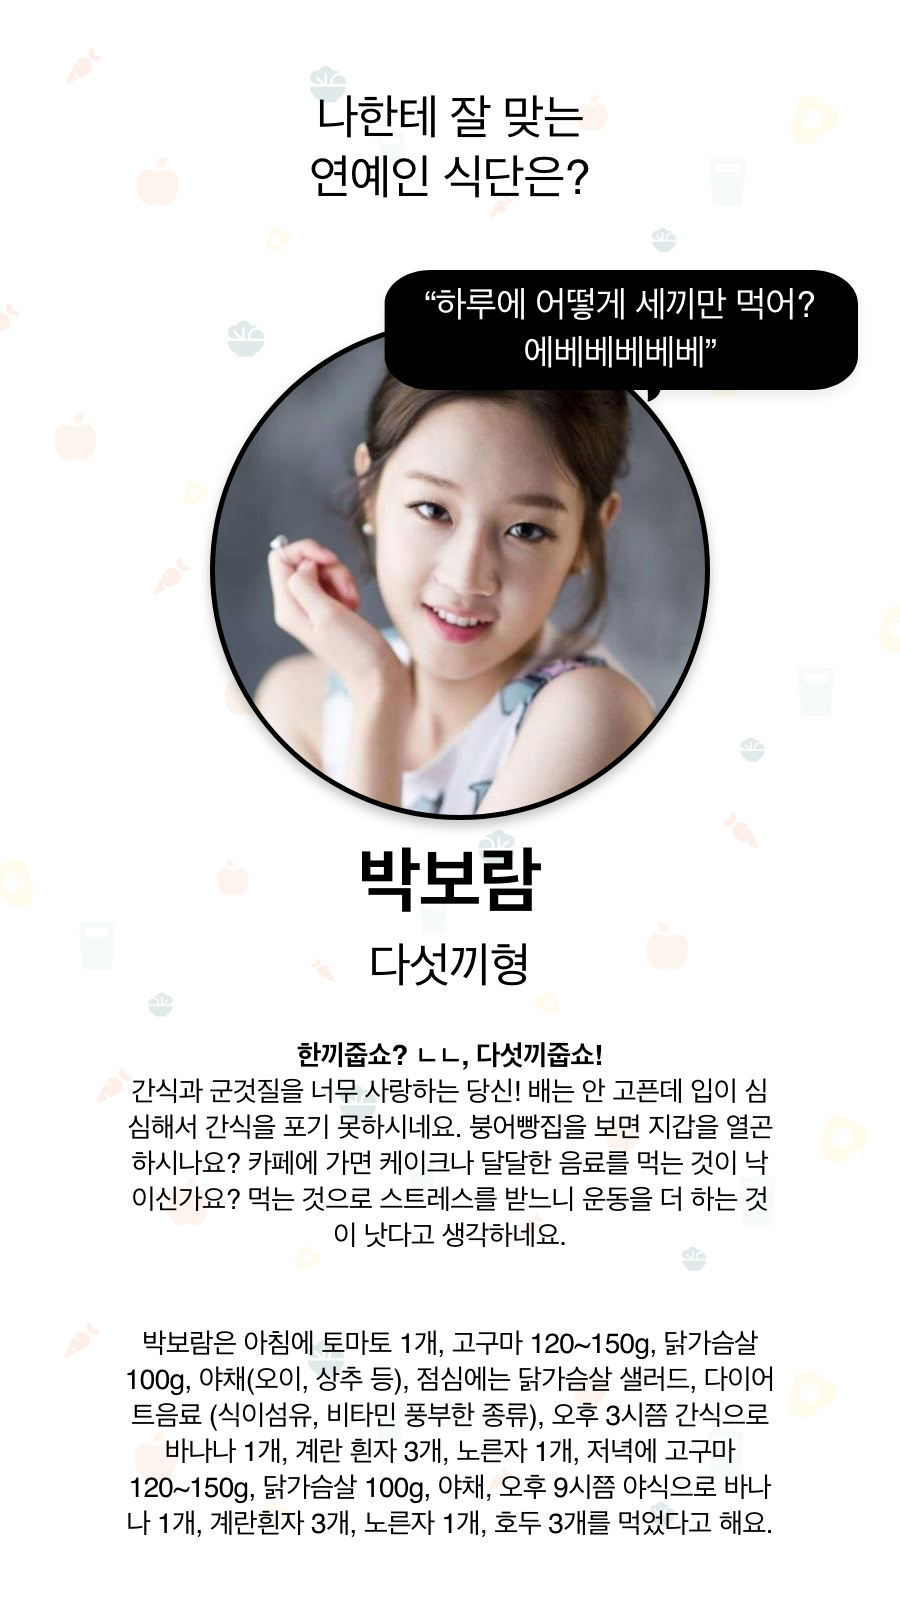 나한테 잘 맞는
연예인 식단은?
“하루에 어떻게 세끼만 먹어?
에베베베베베”
박보람
다섯끼형
한끼줍쇼? ㄴㄴ, 다섯끼줍쇼!
간식과 군것질을 너무 사랑하는 당신! 배는 안 고픈데 입이 심
심해서 간식을 포기 못하시네요. 붕어빵집을 보면 지갑을 열곤
하시나요? 카페에 가면 케이크나 달달한 음료를 먹는 것이 낙
이신가요? 먹는 것으로 스트레스를 받느니 운동을 더 하는 것
이 낫다고 생각하네요.
박보람은 아침에 토마토 1개, 고구마 120~150g, 닭가슴살
100g, 야채(오이, 상추 등), 점심에는 닭가슴살 샐러드, 다이어
트음료 (식이섬유, 비타민 풍부한 종류), 오후 3시쯤 간식으로
바나나 1개, 계란 흰자 3개, 노른자 1개, 저녁에 고구마
120~150g, 닭가슴살 100g, 야채, 오후 9시쯤 야식으로 바나
나 1개, 계란흰자 3개, 노른자 1개, 호두 3개를 먹었다고 해요.